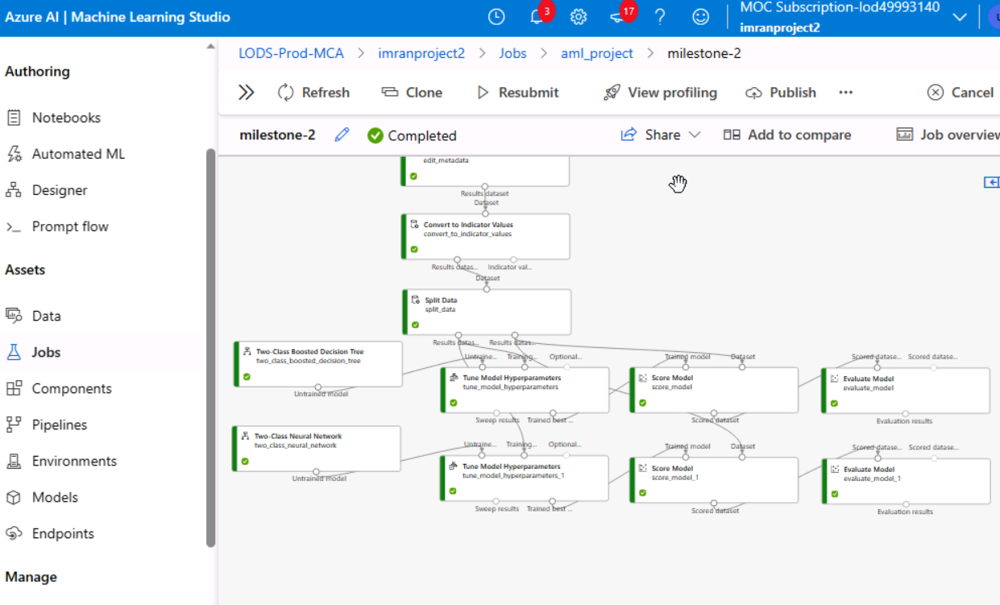 Azure AI | Machine Learning Studio
3
17
MOC Subscription-lod49993140
imranproject2
LODS-Prod-MCA > imranproject2 > Jobs > aml_project > milestone-2
Authoring
Notebooks
Automated ML
Designer
Prompt flow
Assets
Data
Jobs
Components
Pipelines
Environments
Models
Endpoints
Manage
Refresh
Clone
Resubmit
View profiling
Publish
Cancel
milestone-2
Completed
Share
Add to compare
Job overview
edit_metadata
Results dataset
Dataset
Convert to Indicator Values
convert_to_indicator_values
Results datas... Indicator val...
Dataset
Split Data
split_data
Results datas... Results datas...
Two-Class Boosted Decision Tree
two_class_boosted_decision_tree
Untrained model
Untraine... Training... Optional...
Tune Model Hyperparameters
tune_model_hyperparameters
Sweep results Trained best ...
Trained model Dataset
Score Model
score_model
Scored dataset
Scored datase... Scored datase...
Evaluate Model
evaluate_model
Evaluation results
Two-Class Neural Network
two_class_neural_network
Untrained model
Untraine... Training... Optional...
Tune Model Hyperparameters
tune_model_hyperparameters_1
Sweep results Trained best ...
Trained model Dataset
Score Model
score_model_1
Scored dataset
Scored datase... Scored datase...
Evaluate Model
evaluate_model_1
Evaluation results